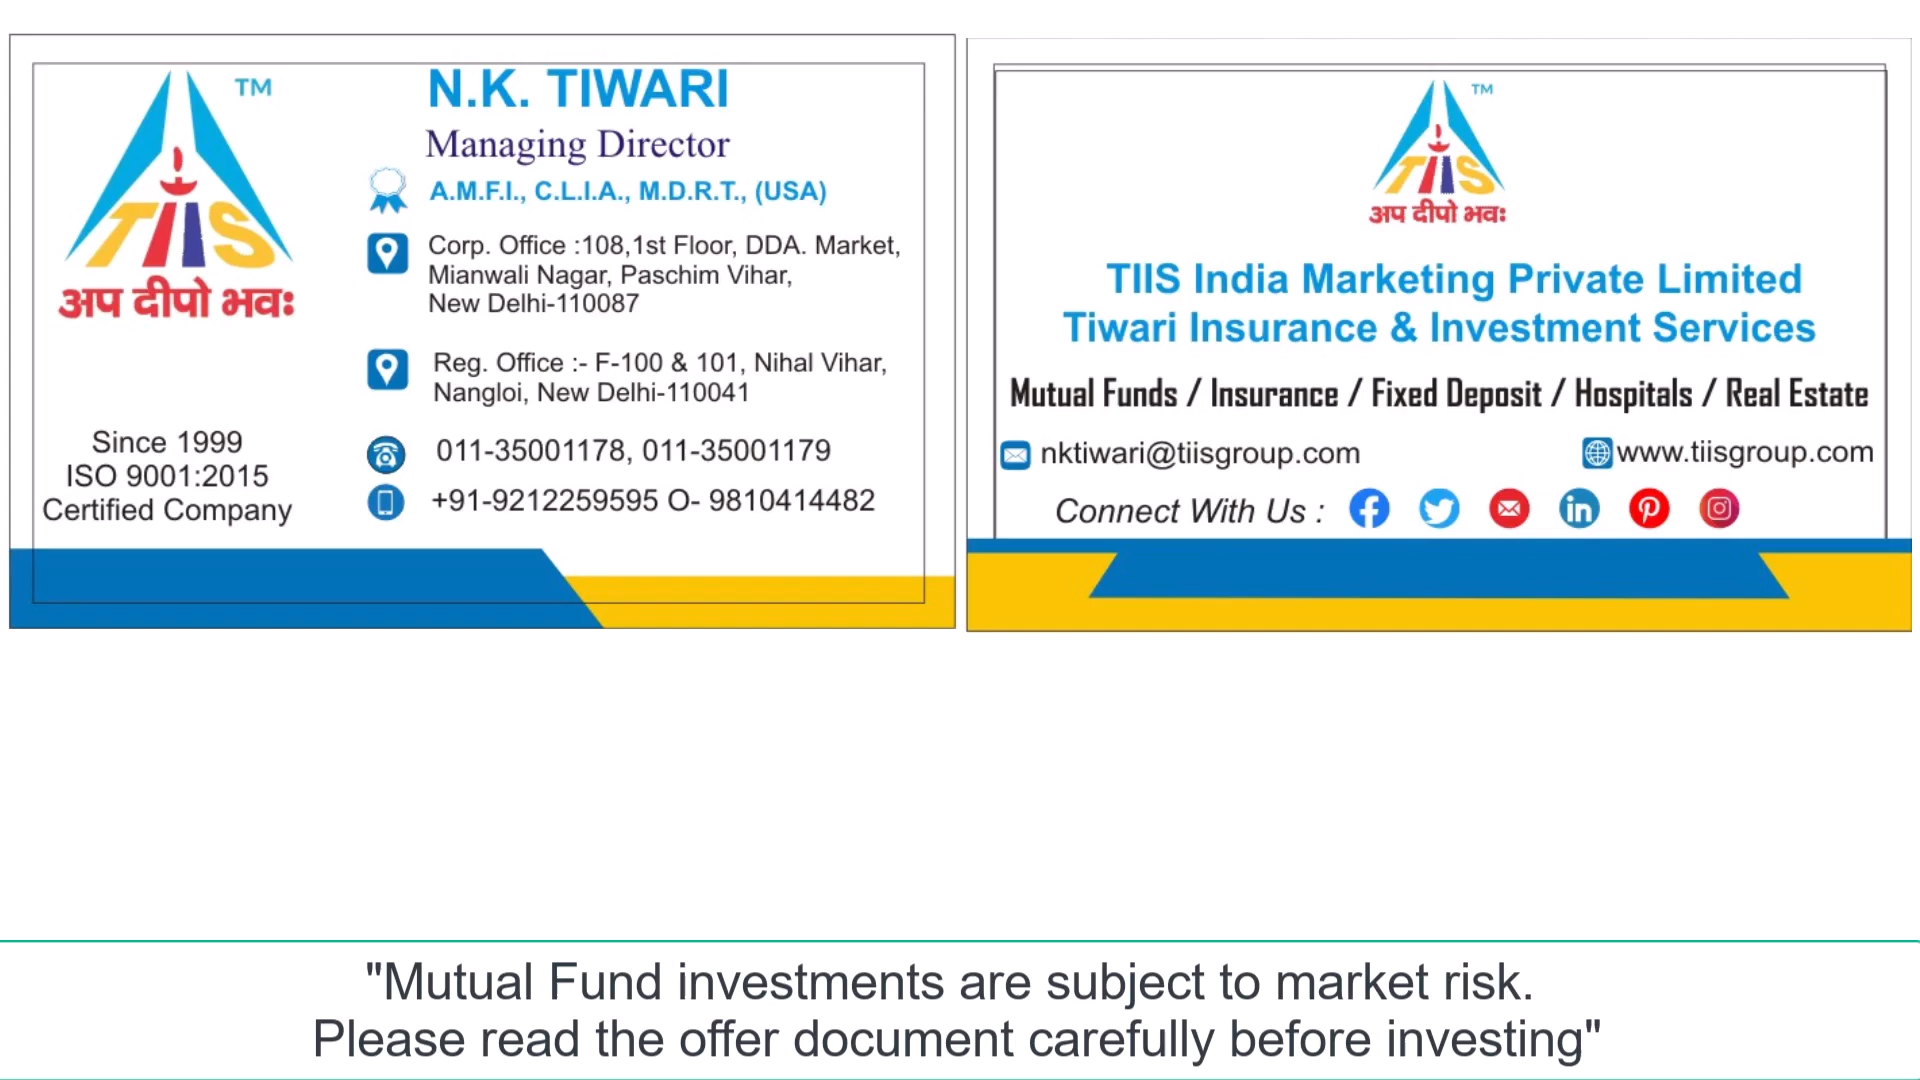 TM
TIIS
अप दीपो भवः
Since 1999
ISO 9001:2015
Certified Company
N.K. TIWARI
Managing Director
A.M.F.I., C.L.I.A., M.D.R.T., (USA)
Corp. Office :108,1st Floor, DDA. Market,
Mianwali Nagar, Paschim Vihar,
New Delhi-110087
Reg. Office :- F-100 & 101, Nihal Vihar,
Nangloi, New Delhi-110041
011-35001178, 011-35001179
+91-9212259595 O- 9810414482
TM
TIIS
अप दीपो भवः
TIIS India Marketing Private Limited
Tiwari Insurance & Investment Services
Mutual Funds / Insurance / Fixed Deposit / Hospitals / Real Estate
nktiwari@tiisgroup.com www.tiisgroup.com
Connect With Us :
"Mutual Fund investments are subject to market risk.
Please read the offer document carefully before investing"